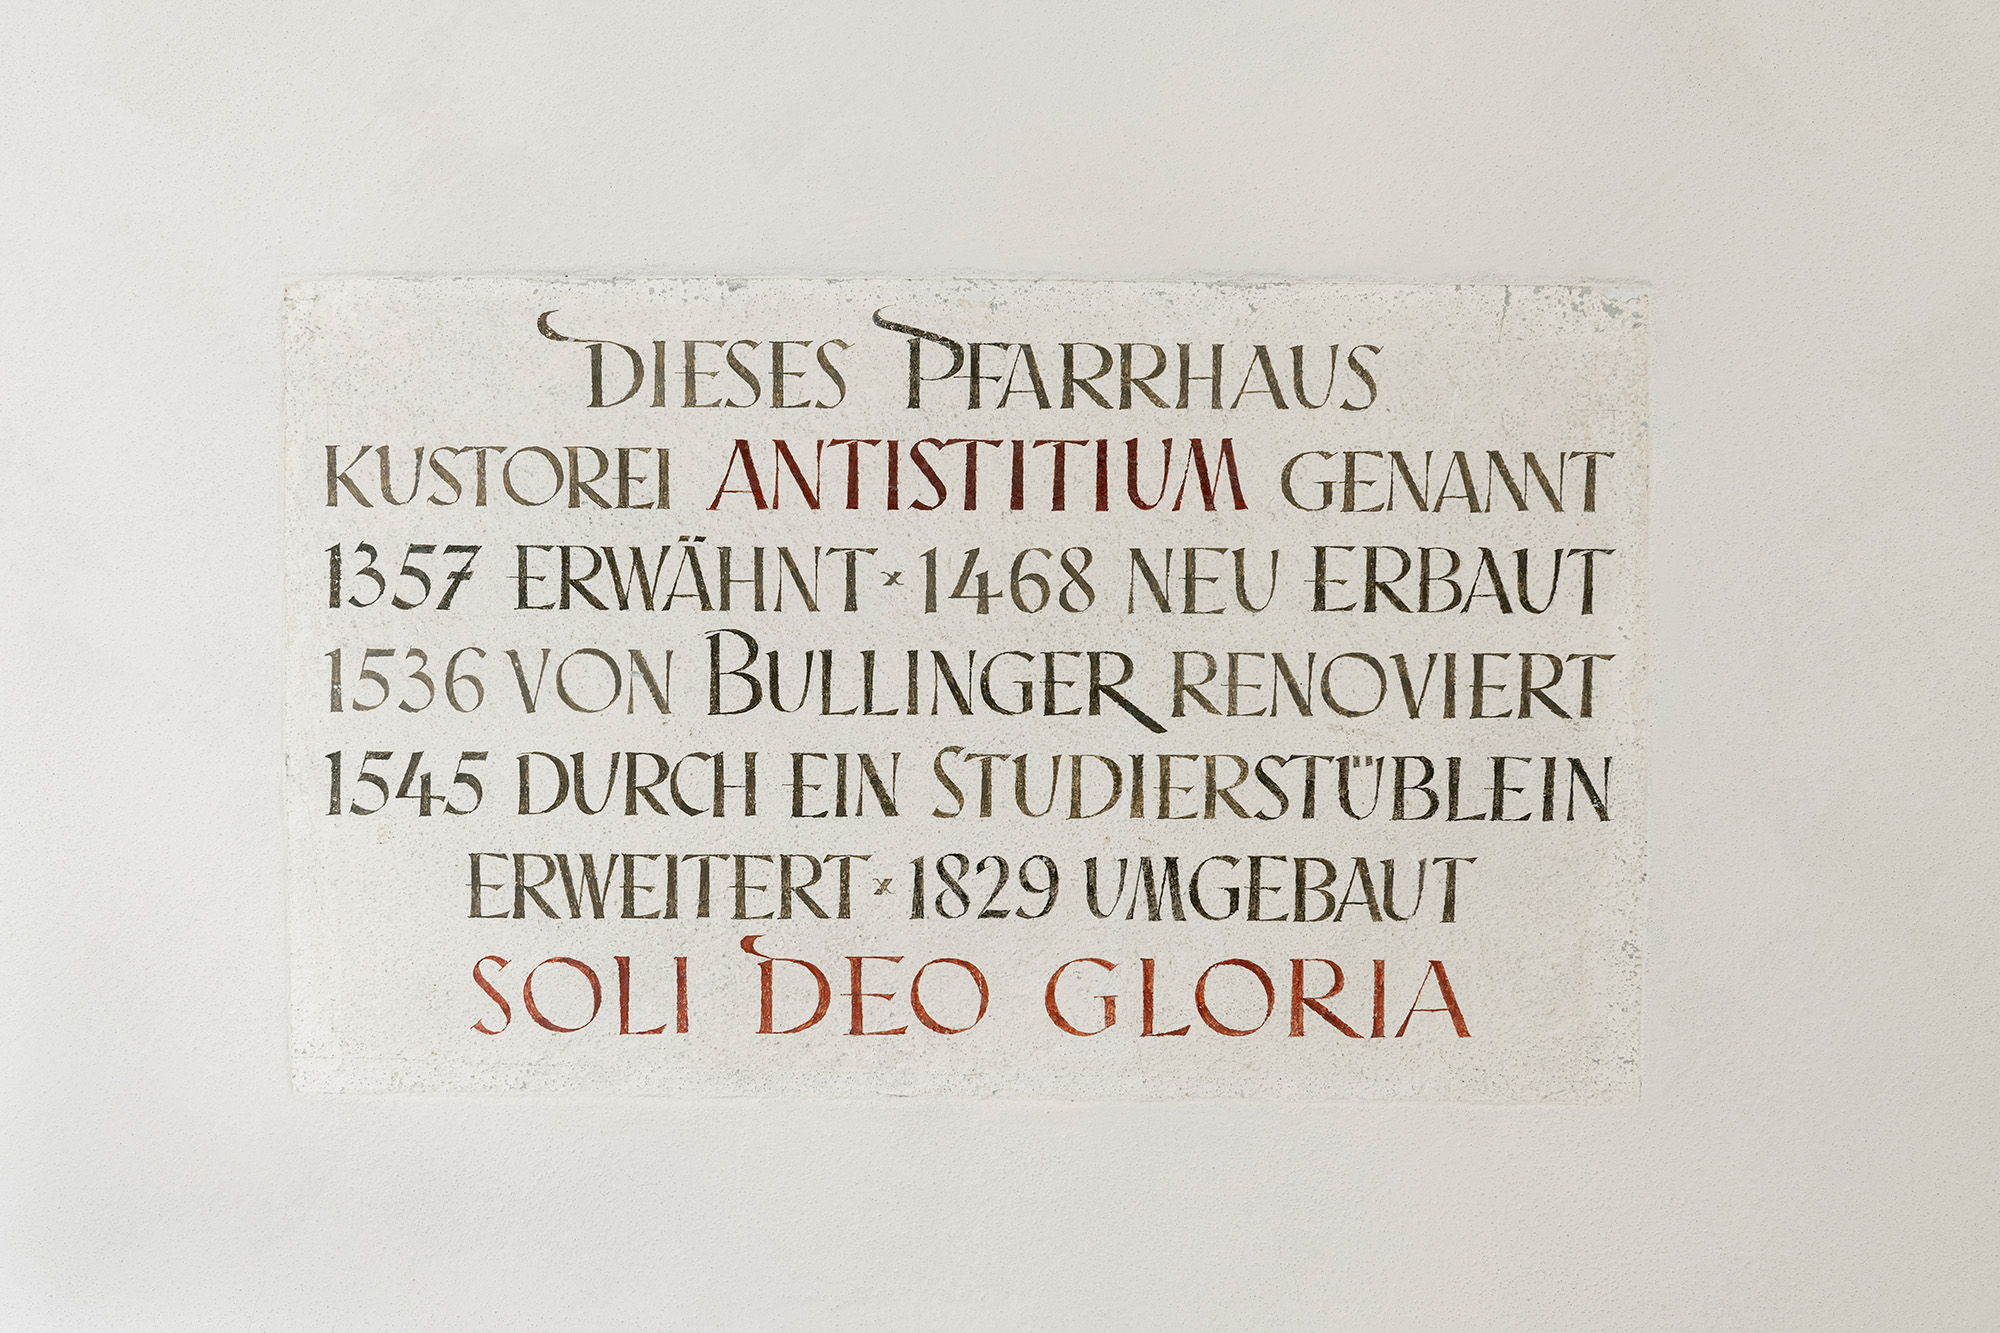 DIESES PFARRHAUS
KUSTOREI ANTISTITIUM GENANNT
1357 ERWÄHNT × 1468 NEU ERBAUT
1536 VON BULLINGER RENOVIERT
1545 DURCH EIN STUDIERSTÜBLEIN
ERWEITERT × 1829 UMGEBAUT
SOLI DEO GLORIA